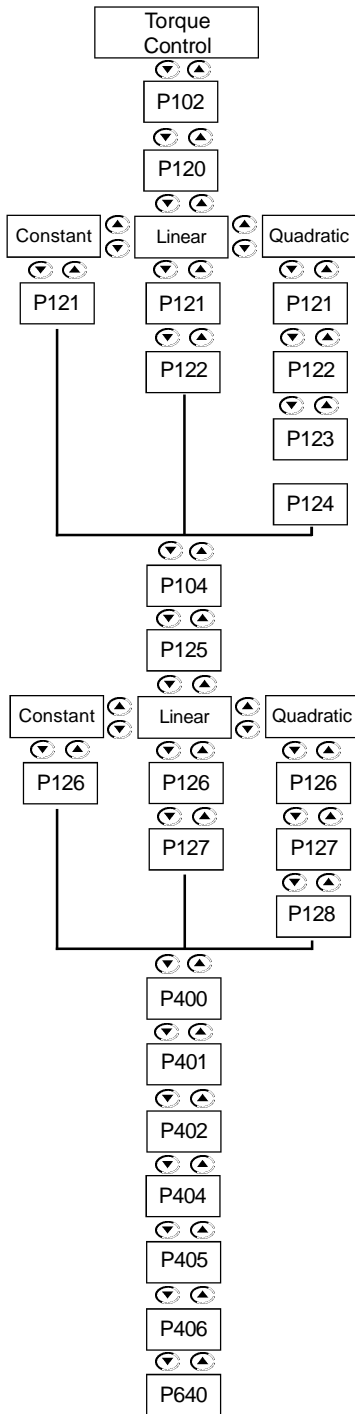 Torque
Control
P102
P120
Constant Linear Quadratic
P121 P121 P121
P122 P122
P123
P124
P104
P125
Constant Linear Quadratic
P126 P126 P126
P127 P127
P128
P400
P401
P402
P404
P405
P406
P640